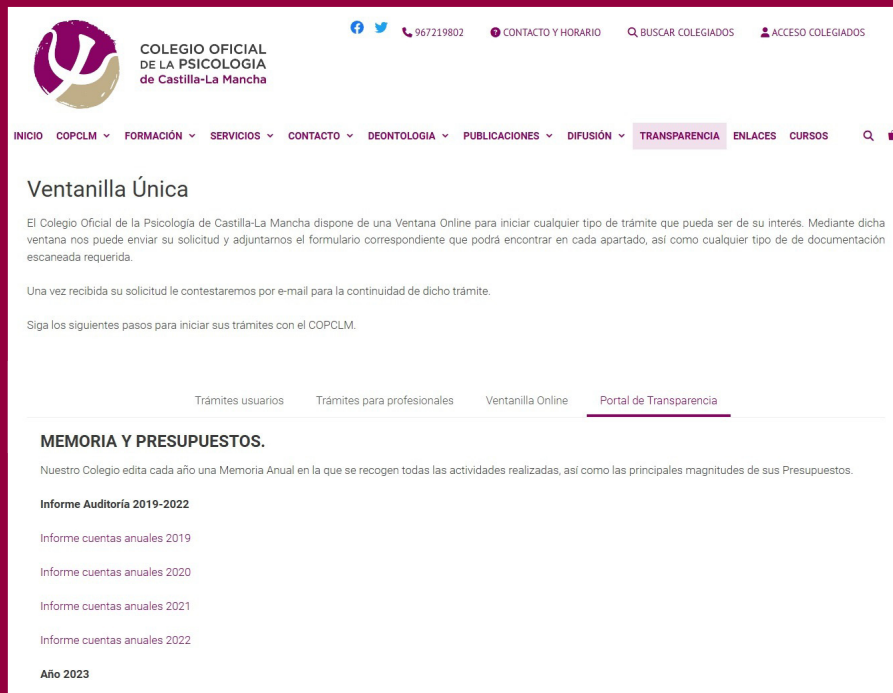 COLEGIO OFICIAL
DE LA PSICOLOGIA
de Castilla-La Mancha
967219802
CONTACTO Y HORARIO
BUSCAR COLEGIADOS
ACCESO COLEGIADOS
INICIO COPCLM FORMACIÓN SERVICIOS CONTACTO DEONTOLOGIA PUBLICACIONES DIFUSIÓN TRANSPARENCIA ENLACES CURSOS
Ventanilla Única
El Colegio Oficial de la Psicología de Castilla-La Mancha dispone de una Ventana Online para iniciar cualquier tipo de trámite que pueda ser de su interés. Mediante dicha
ventana nos puede enviar su solicitud y adjuntarnos el formulario correspondiente que podrá encontrar en cada apartado, así como cualquier tipo de de documentación
escaneada requerida.
Una vez recibida su solicitud le contestaremos por e-mail para la continuidad de dicho trámite.
Siga los siguientes pasos para iniciar sus trámites con el COPCLM.
Trámites usuarios Trámites para profesionales Ventanilla Online Portal de Transparencia
MEMORIA Y PRESUPUESTOS.
Nuestro Colegio edita cada año una Memoria Anual en la que se recogen todas las actividades realizadas, así como las principales magnitudes de sus Presupuestos.
Informe Auditoría 2019-2022
Informe cuentas anuales 2019
Informe cuentas anuales 2020
Informe cuentas anuales 2021
Informe cuentas anuales 2022
Año 2023